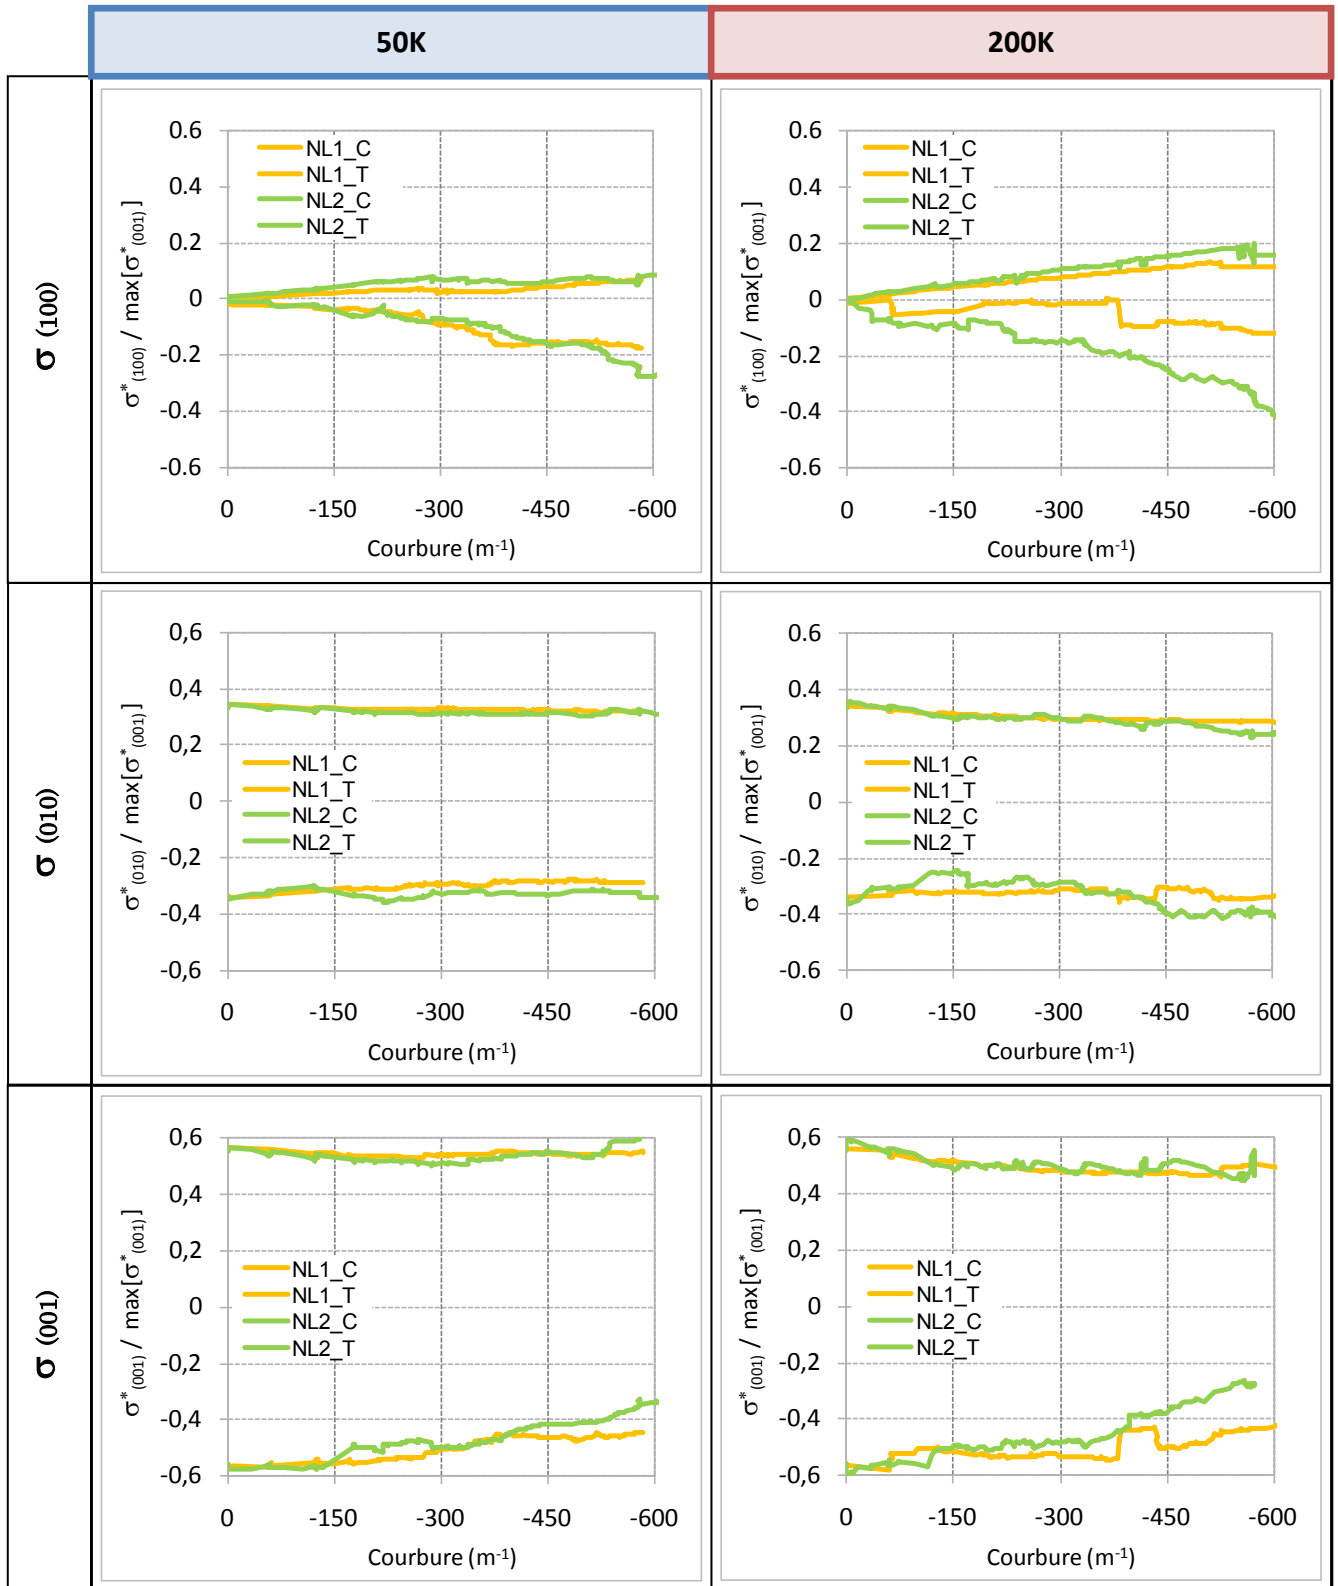 50K
200K
σ (100)
σ*(100) / max[σ*(001)]
0.6
0.4
0.2
0
-0.2
-0.4
-0.6
NL1_C
NL1_T
NL2_C
NL2_T
0 -150 -300 -450 -600
Courbure (m-1)
σ*(100) / max[σ*(001)]
0.6
0.4
0.2
0
-0.2
-0.4
-0.6
NL1_C
NL1_T
NL2_C
NL2_T
0 -150 -300 -450 -600
Courbure (m-1)
σ (010)
σ*(010) / max[σ*(001)]
0,6
0,4
0,2
0
-0,2
-0,4
-0,6
NL1_C
NL1_T
NL2_C
NL2_T
0 -150 -300 -450 -600
Courbure (m-1)
σ*(010) / max[σ*(001)]
0.6
0.4
0.2
0
-0.2
-0.4
-0.6
NL1_C
NL1_T
NL2_C
NL2_T
0 -150 -300 -450 -600
Courbure (m-1)
σ (001)
σ*(001) / max[σ*(001)]
0,6
0,4
0,2
0
-0,2
-0,4
-0,6
NL1_C
NL1_T
NL2_C
NL2_T
0 -150 -300 -450 -600
Courbure (m-1)
σ*(001) / max[σ*(001)]
0,6
0,4
0,2
0
-0,2
-0,4
-0,6
NL1_C
NL1_T
NL2_C
NL2_T
0 -150 -300 -450 -600
Courbure (m-1)